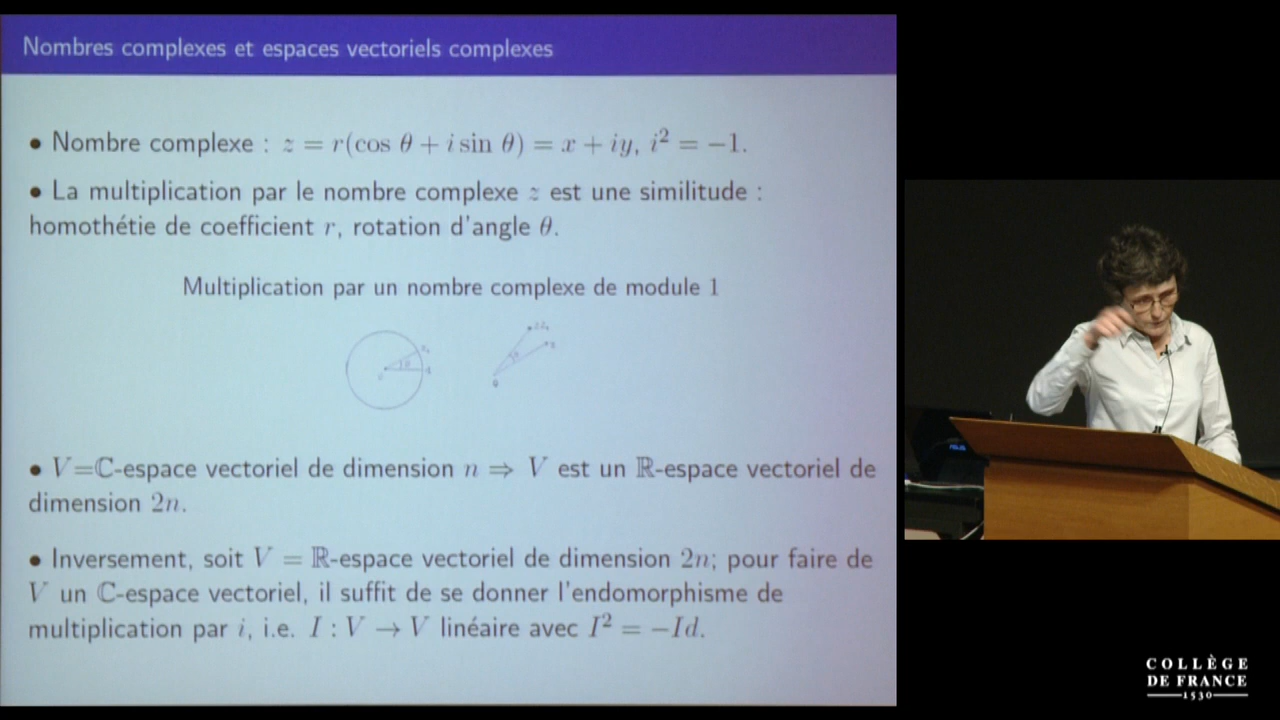 Nombres complexes et espaces vectoriels complexes
• Nombre complexe : z = r(cos θ + i sin θ) = x + iy, i² = −1.
• La multiplication par le nombre complexe z est une similitude :
homothétie de coefficient r, rotation d'angle θ.
Multiplication par un nombre complexe de module 1
• V=ℂ-espace vectoriel de dimension n ⇒ V est un ℝ-espace vectoriel de
dimension 2n.
• Inversement, soit V = ℝ-espace vectoriel de dimension 2n; pour faire de
V un ℂ-espace vectoriel, il suffit de se donner l'endomorphisme de
multiplication par i, i.e. I : V → V linéaire avec I² = −Id.
COLLÈGE
DE FRANCE
1530